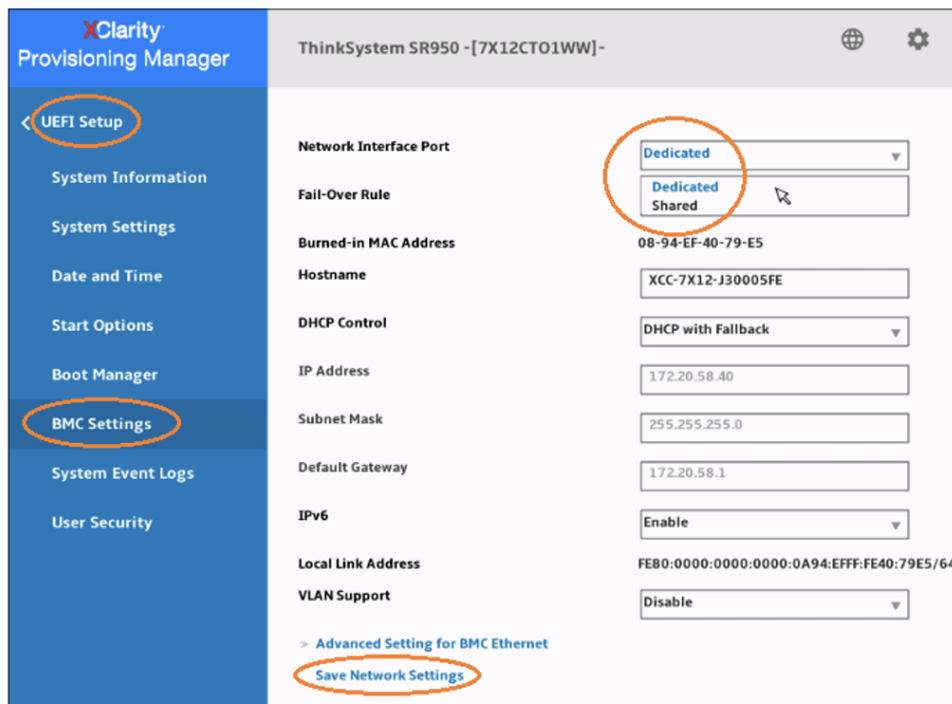 XClarity
Provisioning Manager
ThinkSystem SR950 -[7X12CTO1WW]-
UEFI Setup
System Information
System Settings
Date and Time
Start Options
Boot Manager
BMC Settings
System Event Logs
User Security
Network Interface Port
Dedicated
Dedicated
Shared
Fail-Over Rule
Burned-in MAC Address
08-94-EF-40-79-E5
Hostname
XCC-7X12-J30005FE
DHCP Control
DHCP with Fallback
IP Address
172.20.58.40
Subnet Mask
255.255.255.0
Default Gateway
172.20.58.1
IPv6
Enable
Local Link Address
FE80:0000:0000:0000:0A94:EFFF:FE40:79E5/64
VLAN Support
Disable
> Advanced Setting for BMC Ethernet
Save Network Settings